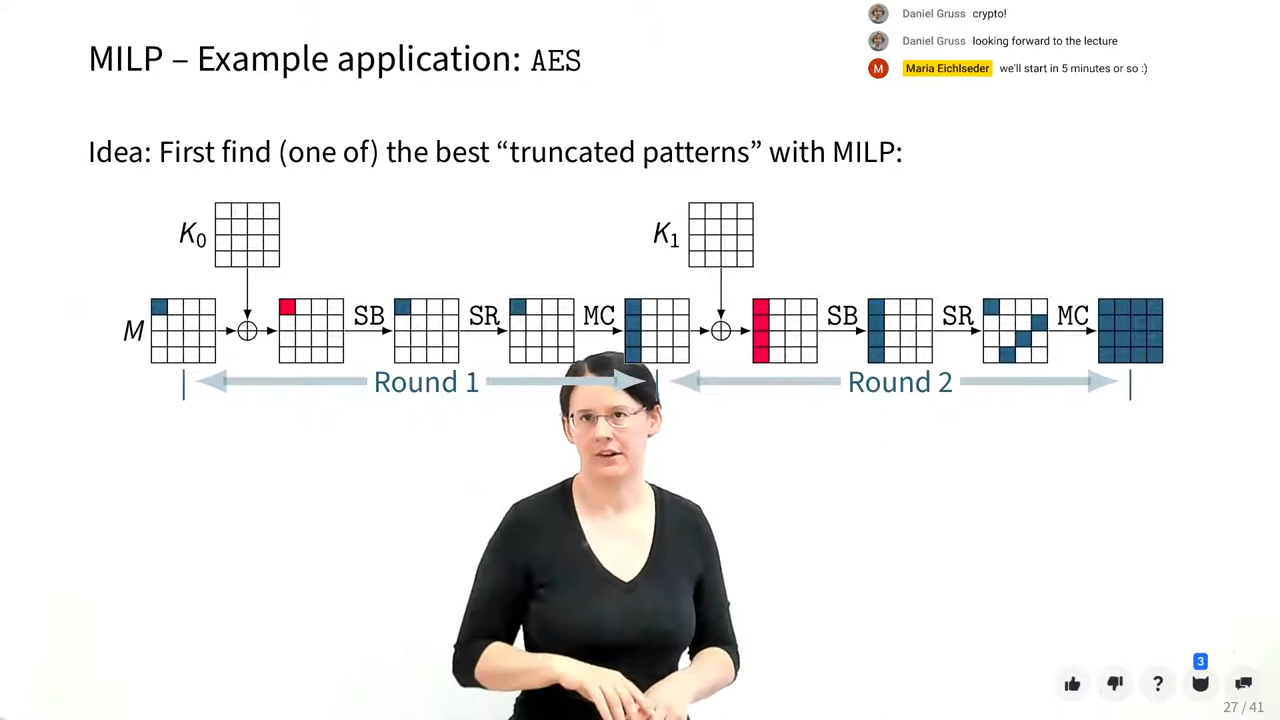 Daniel Gruss crypto!
Daniel Gruss looking forward to the lecture
M Maria Eichlseder we'll start in 5 minutes or so :)
MILP – Example application: AES
Idea: First find (one of) the best “truncated patterns” with MILP:
K0
K1
M SB SR MC SB SR MC
Round 1 Round 2
3
?
27 / 41